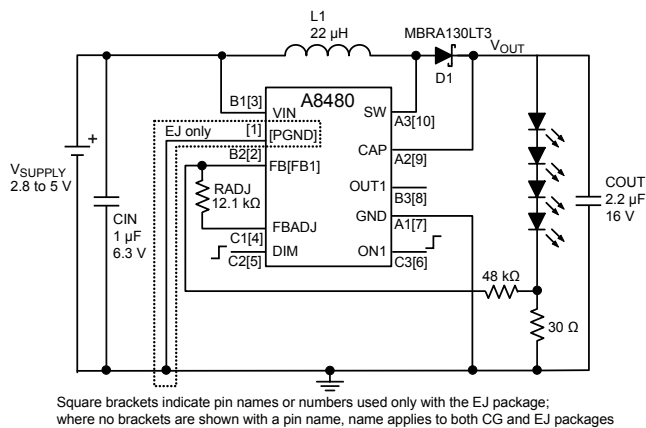 L1
22 µH
MBRA130LT3
VOUT
D1
A8480
B1[3]
VIN
SW
A3[10]
EJ only
[1]
[PGND]
CAP
A2[9]
B2[2]
FB[FB1]
OUT1
B3[8]
RADJ
12.1 kΩ
GND
A1[7]
FBADJ
C1[4]
DIM
C2[5]
ON1
C3[6]
VSUPPLY
2.8 to 5 V
+
CIN
1 µF
6.3 V
COUT
2.2 µF
16 V
48 kΩ
30 Ω
Square brackets indicate pin names or numbers used only with the EJ package;
where no brackets are shown with a pin name, name applies to both CG and EJ packages